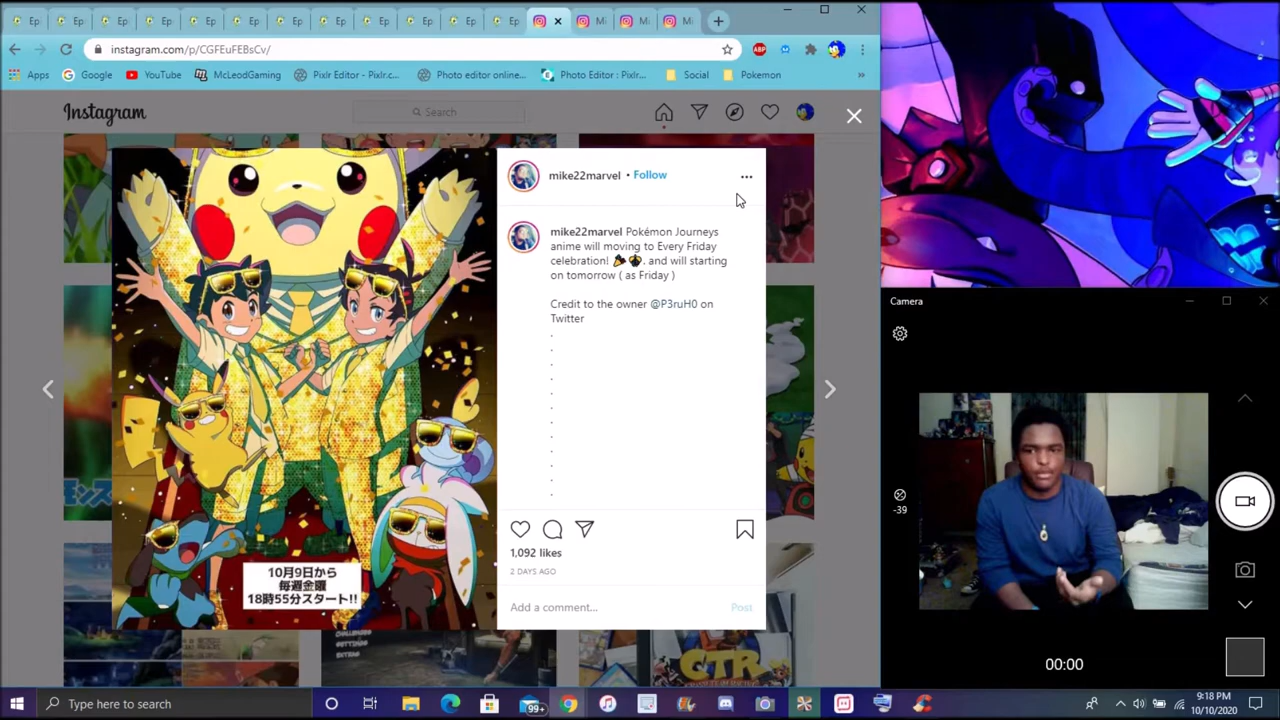 Ep
Ep
Ep
Ep
Ep
Ep
Ep
Ep
Ep
Ep
Ep
Ep
Mi
Mi
Mi
instagram.com/p/CGFEuFEBsCv/
ABP
Apps
Google
YouTube
McLeodGaming
Pixlr Editor - Pixlr.c...
Photo editor online...
Photo Editor : Pixlr...
Social
Pokemon
»
Instagram
Search
mike22marvel • Follow
mike22marvel Pokémon Journeys
anime will moving to Every Friday
celebration! . and will starting
on tomorrow ( as Friday )
Credit to the owner @P3ruH0 on
Twitter
.
.
.
.
.
.
.
.
.
.
.
.
1,092 likes
2 DAYS AGO
Add a comment...
Post
10月9日から
毎週金曜
18時55分スタート!!
CHALLENGES
SETTINGS
EXTRAS
CTR
Camera
-39
00:00
Type here to search
99+
9:18 PM
10/10/2020